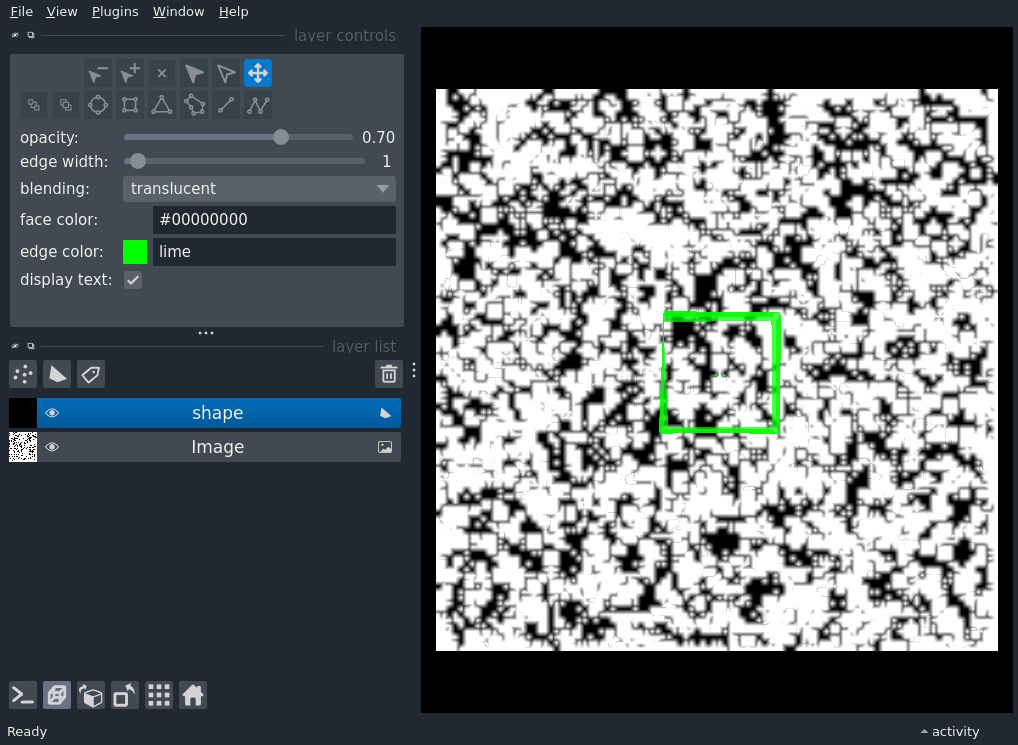 File View Plugins Window Help
layer controls
opacity: 0.70
edge width: 1
blending: translucent
face color: #00000000
edge color: lime
display text:
layer list
shape
Image
Ready activity